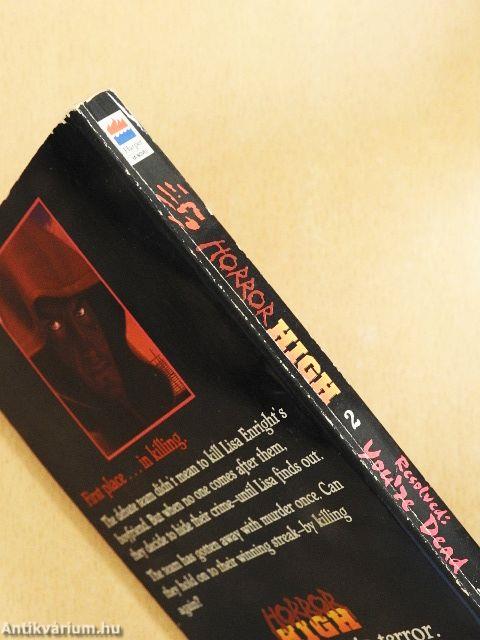 Harper
HORROR HIGH 2 Resolved: You're Dead
First place...in killing.
The debate team didn't mean to kill Lisa Enright's
boyfriend. But when no one comes after them,
they decide to hide their crime–until Lisa finds out.
The team has gotten away with murder once. Can
they hold on to their winning streak–by killing
again?
HORROR
HIGH
terror.
Antikvárium.hu